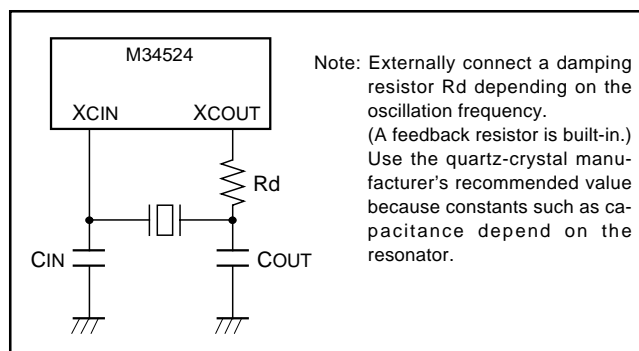 M34524
XCIN
XCOUT
Rd
CIN
COUT
Note: Externally connect a damping
resistor Rd depending on the
oscillation frequency.
(A feedback resistor is built-in.)
Use the quartz-crystal manu-
facturer's recommended value
because constants such as ca-
pacitance depend on the
resonator.